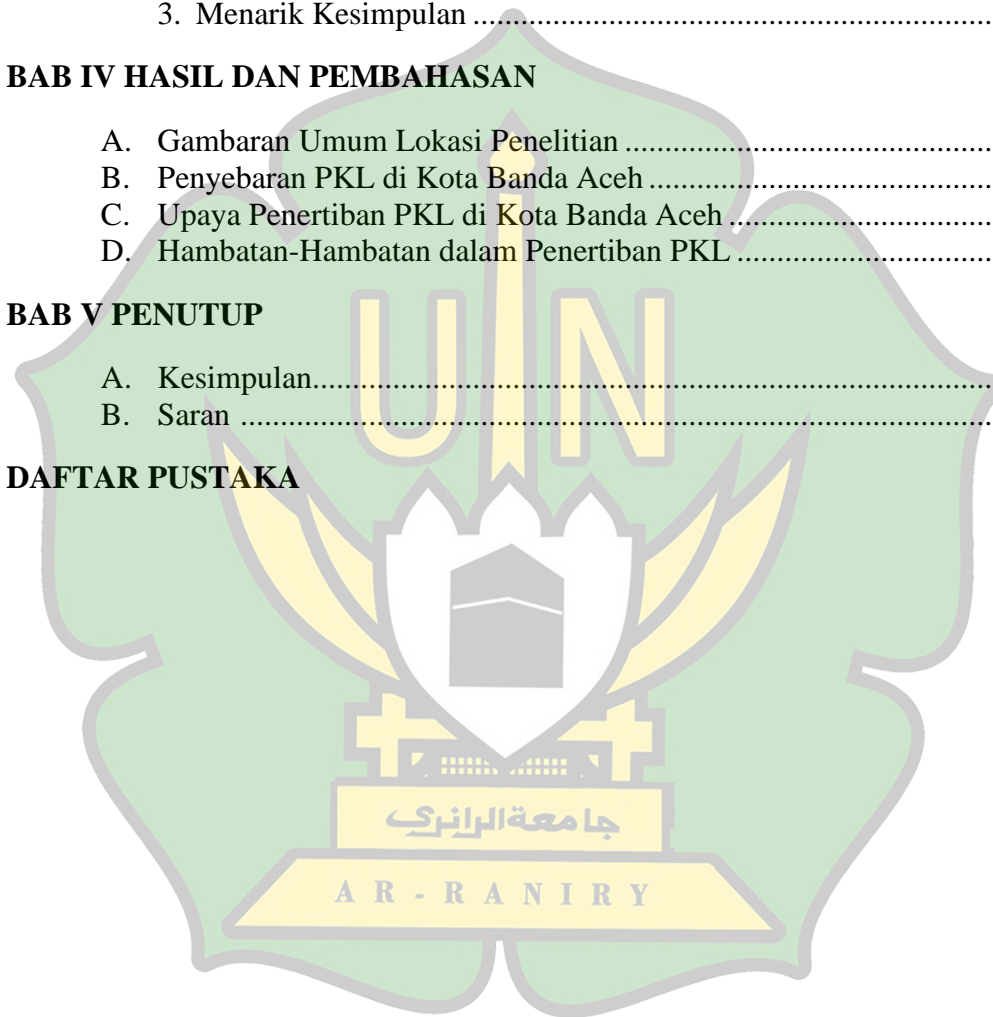 3. Menarik Kesimpulan ....................................................................
BAB IV HASIL DAN PEMBAHASAN
A. Gambaran Umum Lokasi Penelitian ...............................................
B. Penyebaran PKL di Kota Banda Aceh ............................................
C. Upaya Penertiban PKL di Kota Banda Aceh ..................................
D. Hambatan-Hambatan dalam Penertiban PKL .................................
BAB V PENUTUP
A. Kesimpulan.......................................................................................
B. Saran ................................................................................................
DAFTAR PUSTAKA
UIN
جامعة الرانري
AR-RANIRY